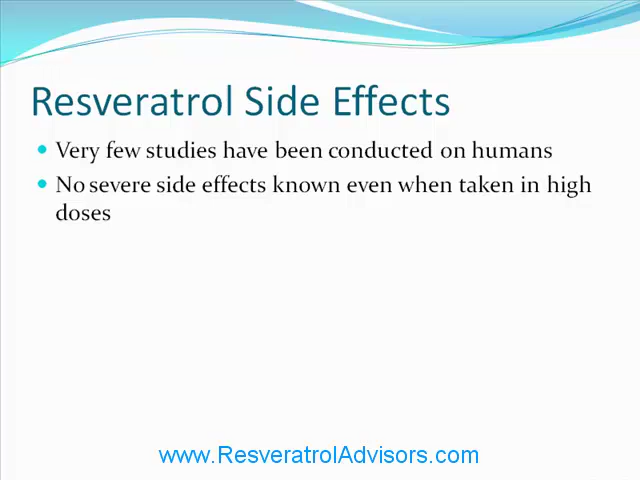 Resveratrol Side Effects
Very few studies have been conducted on humans
No severe side effects known even when taken in high
doses
www.ResveratrolAdvisors.com